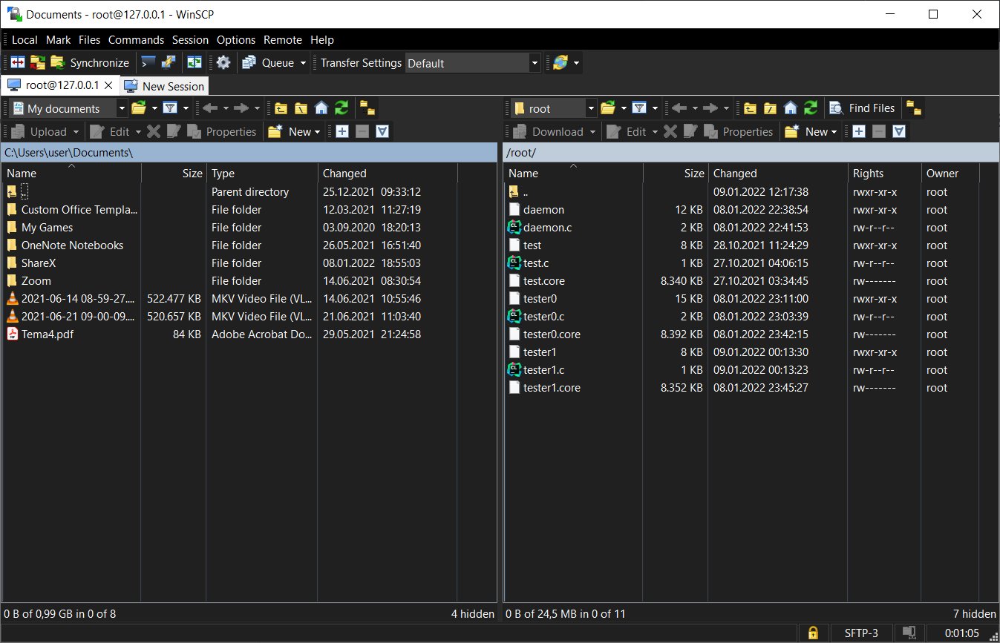 Documents - root@127.0.0.1 - WinSCP
Local Mark Files Commands Session Options Remote Help
Synchronize Queue Transfer Settings Default
root@127.0.0.1 New Session
My documents
Upload Edit Properties New
C:\Users\user\Documents\
Name Size Type Changed
.. Parent directory 25.12.2021 09:33:12
Custom Office Templa... File folder 12.03.2021 11:27:19
My Games File folder 03.09.2020 18:20:13
OneNote Notebooks File folder 26.05.2021 16:51:40
ShareX File folder 08.01.2022 18:55:03
Zoom File folder 14.06.2021 08:30:54
2021-06-14 08-59-27.... 522.477 KB MKV Video File (VL... 14.06.2021 10:55:46
2021-06-21 09-00-09.... 520.657 KB MKV Video File (VL... 21.06.2021 11:03:40
Tema4.pdf 84 KB Adobe Acrobat Do... 29.05.2021 21:24:58
0 B of 0,99 GB in 0 of 8 4 hidden
root Find Files
Download Edit Properties New
/root/
Name Size Changed Rights Owner
.. 09.01.2022 12:17:38 rwxr-xr-x root
daemon 12 KB 08.01.2022 22:38:54 rwxr-xr-x root
daemon.c 2 KB 08.01.2022 22:41:53 rw-r--r-- root
test 8 KB 28.10.2021 11:24:29 rwxr-xr-x root
test.c 1 KB 27.10.2021 04:06:15 rw-r--r-- root
test.core 8.340 KB 27.10.2021 03:34:45 rw------- root
tester0 15 KB 08.01.2022 23:11:00 rwxr-xr-x root
tester0.c 2 KB 08.01.2022 23:03:39 rw-r--r-- root
tester0.core 8.392 KB 08.01.2022 23:42:15 rw------- root
tester1 8 KB 09.01.2022 00:13:30 rwxr-xr-x root
tester1.c 1 KB 09.01.2022 00:13:23 rw-r--r-- root
tester1.core 8.352 KB 08.01.2022 23:45:27 rw------- root
0 B of 24,5 MB in 0 of 11 7 hidden
SFTP-3 0:01:05